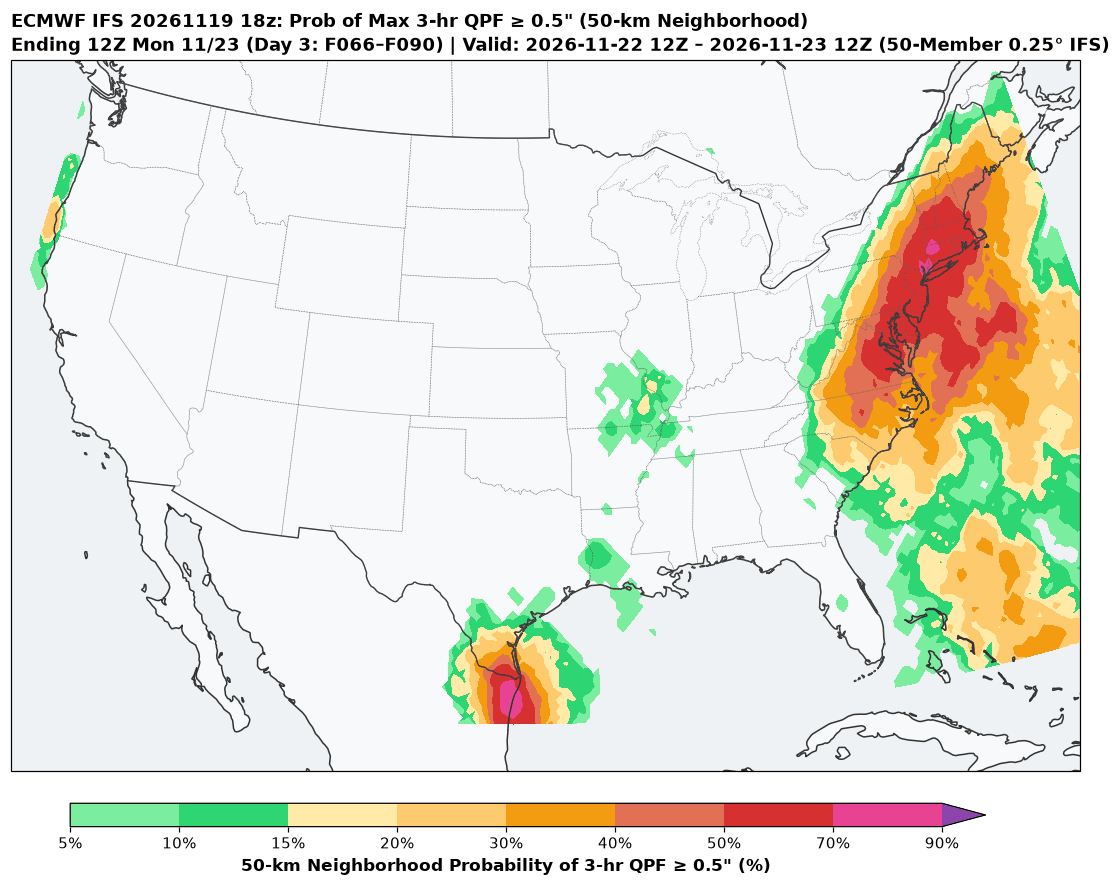 ECMWF IFS 20261119 18z: Prob of Max 3-hr QPF ≥ 0.5" (50-km Neighborhood)
Ending 12Z Mon 11/23 (Day 3: F066–F090) | Valid: 2026-11-22 12Z – 2026-11-23 12Z (50-Member 0.25° IFS)
5% 10% 15% 20% 30% 40% 50% 70% 90%
50-km Neighborhood Probability of 3-hr QPF ≥ 0.5" (%)